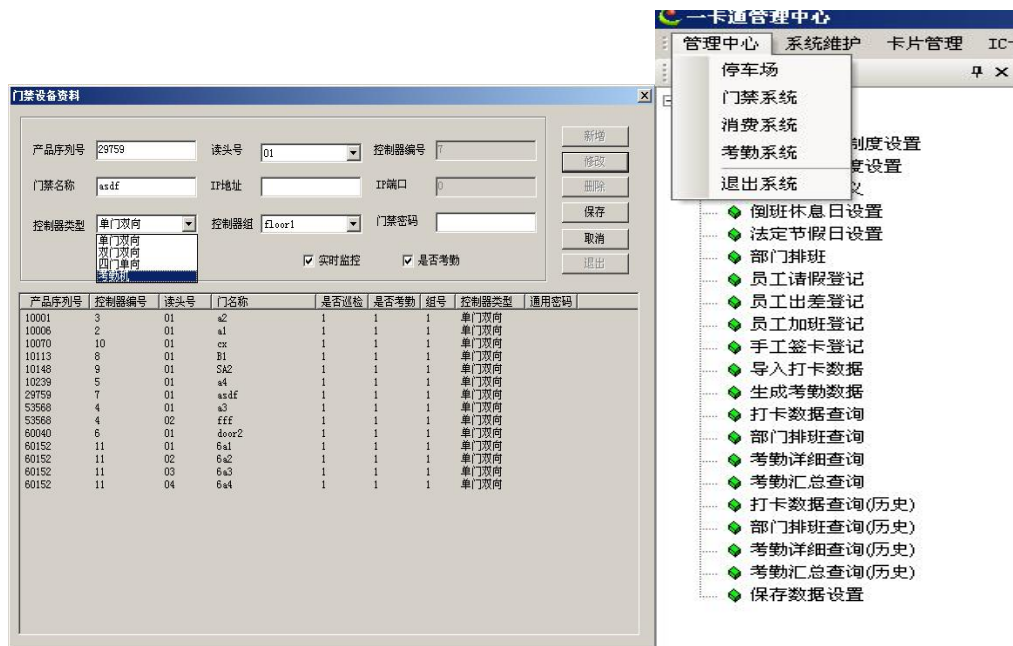 门禁设备资料
产品序列号 29759 读头号 01 控制器编号 7
门禁名称 asdf IP地址 IP端口 0
控制器类型 单门双向 控制器组 floor1 门禁密码
单门双向
双门双向
四门单向
考勤机
实时监控 是否考勤
新增
修改
删除
保存
取消
退出
产品序列号 控制器编号 读头号 门名称 是否巡检 是否考勤 组号 控制器类型 通用密码
10001 3 01 a2 1 1 1 单门双向
10006 2 01 a1 1 1 1 单门双向
10070 10 01 cx 1 1 1 单门双向
10113 8 01 B1 1 1 1 单门双向
10148 9 01 SA2 1 1 1 单门双向
10239 5 01 a4 1 1 1 单门双向
29759 7 01 asdf 1 1 1 单门双向
53568 4 01 a3 1 1 1 单门双向
53568 4 02 fff 1 1 1 单门双向
60040 6 01 door2 1 1 1 单门双向
60152 11 01 6a1 1 1 1 单门双向
60152 11 02 6a2 1 1 1 单门双向
60152 11 03 6a3 1 1 1 单门双向
60152 11 04 6a4 1 1 1 单门双向
一卡通管理中心
管理中心 系统维护 卡片管理 IC
停车场
门禁系统
消费系统
考勤系统
退出系统
制度设置
度设置
义
倒班休息日设置
法定节假日设置
部门排班
员工请假登记
员工出差登记
员工加班登记
手工签卡登记
导入打卡数据
生成考勤数据
打卡数据查询
部门排班查询
考勤详细查询
考勤汇总查询
打卡数据查询(历史)
部门排班查询(历史)
考勤详细查询(历史)
考勤汇总查询(历史)
保存数据设置